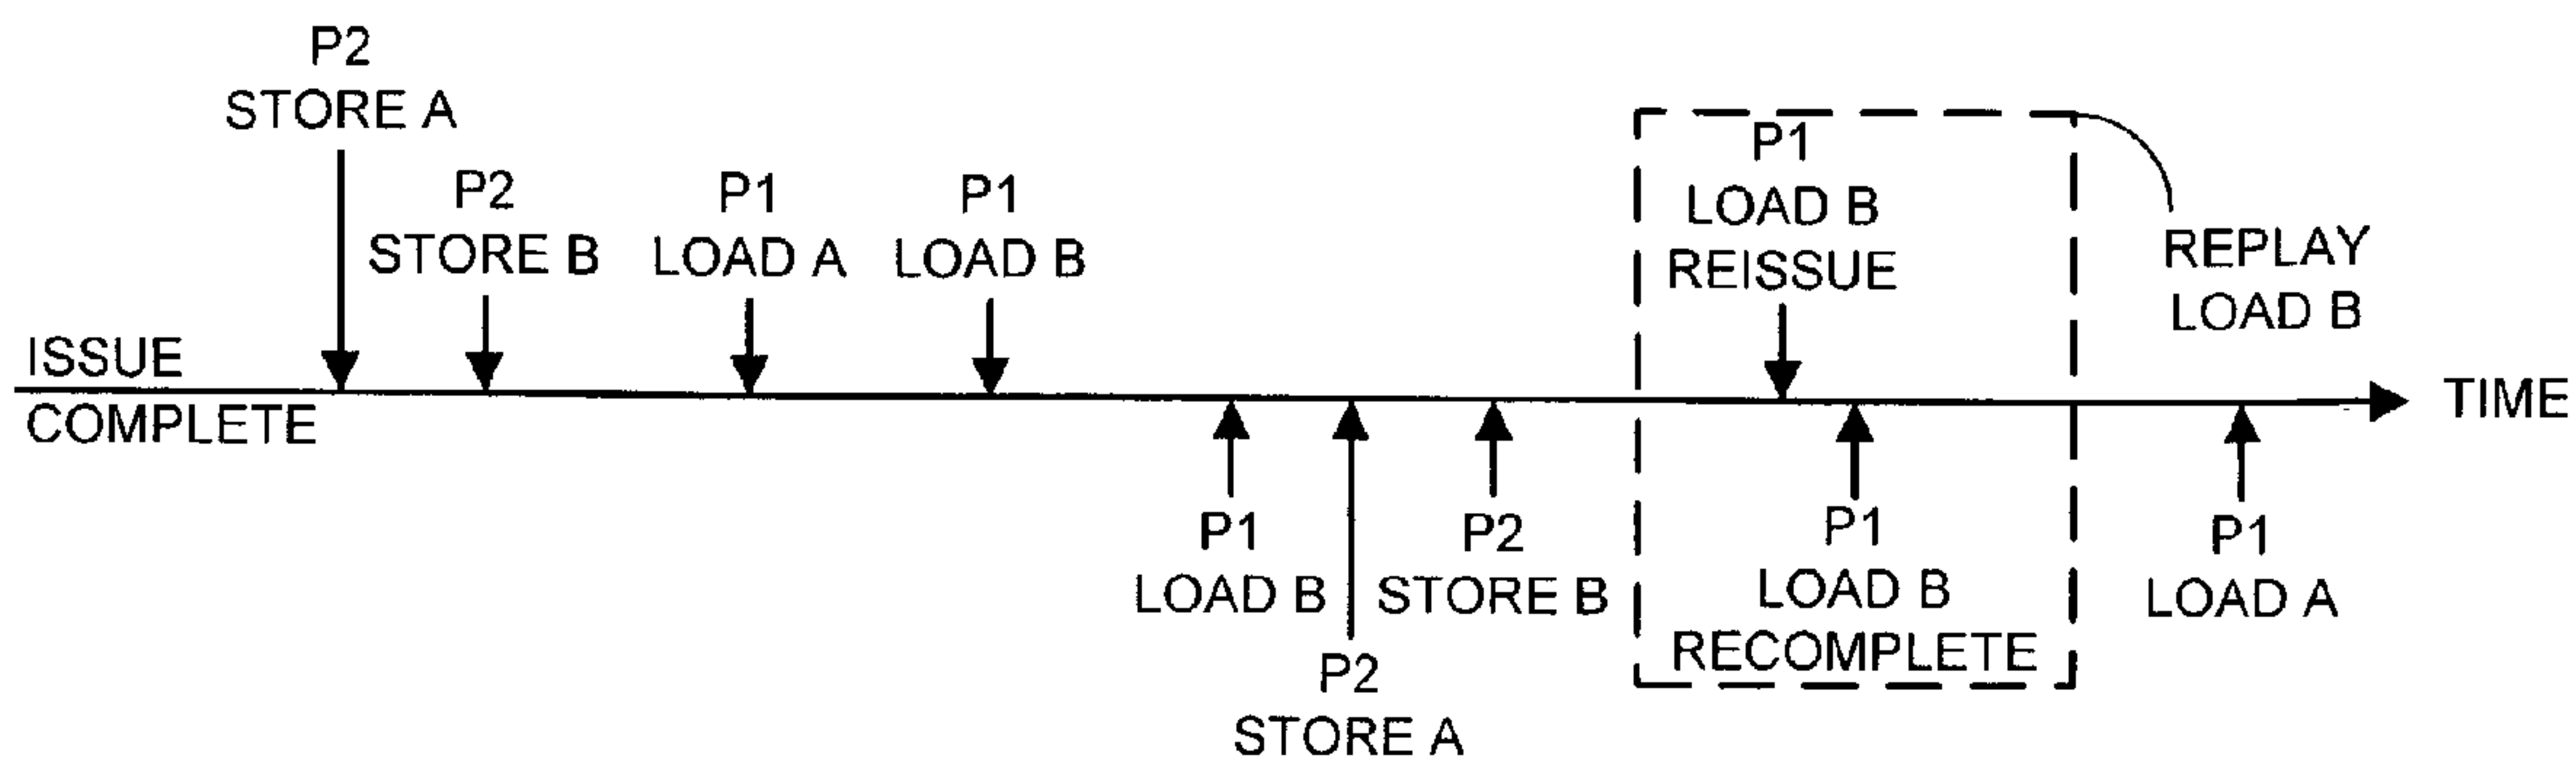 P2
STORE A
P2
STORE B
P1
LOAD A
P1
LOAD B
P1
LOAD B
REISSUE
REPLAY
LOAD B
ISSUE
COMPLETE
TIME
P1
LOAD B
P2
STORE A
P2
STORE B
P1
LOAD B
RECOMPLETE
P1
LOAD A